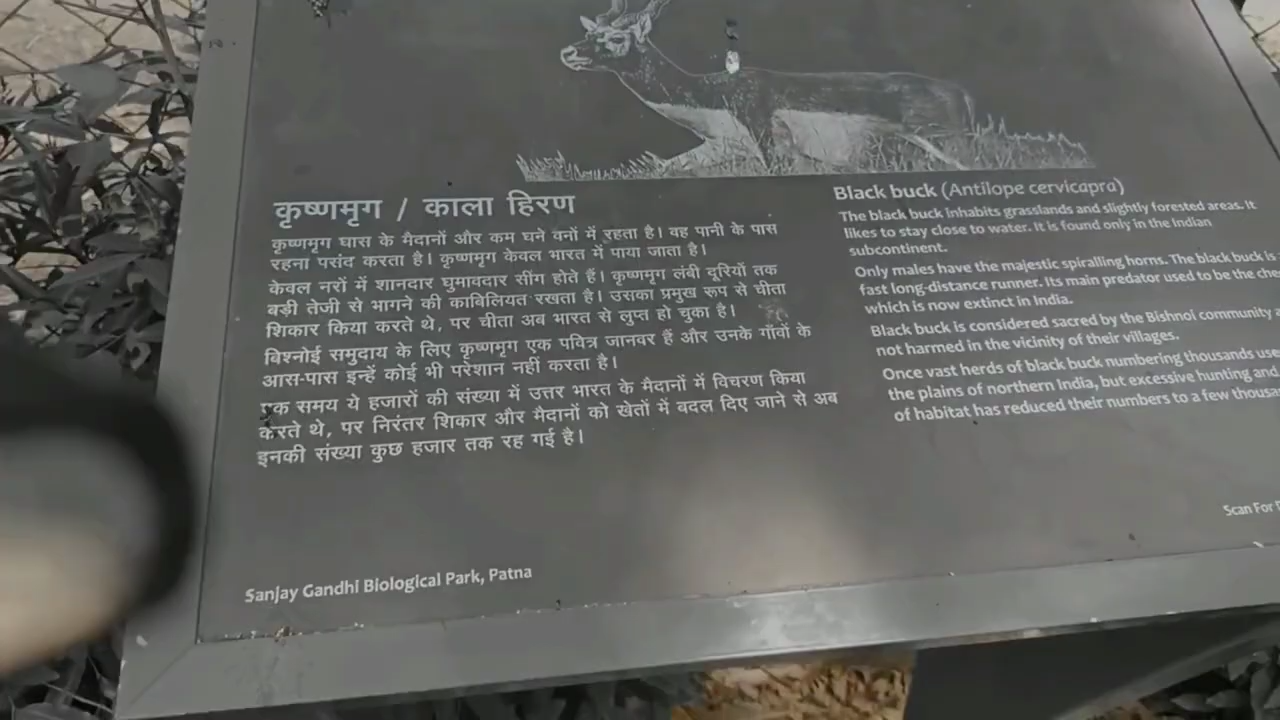 कृष्णमृग / काला हिरण
कृष्णमृग घास के मैदानों और कम घने वनों में रहता है। वह पानी के पास
रहना पसंद करता है। कृष्णमृग केवल भारत में पाया जाता है।
केवल नरों में शानदार घुमावदार सींग होते हैं। कृष्णमृग लंबी दूरियों तक
बड़ी तेजी से भागने की काबिलियत रखता है। उसका प्रमुख रूप से चीता
शिकार किया करते थे, पर चीता अब भारत से लुप्त हो चुका है।
बिश्नोई समुदाय के लिए कृष्णमृग एक पवित्र जानवर हैं और उनके गाँवों के
आस-पास इन्हें कोई भी परेशान नहीं करता है।
एक समय ये हजारों की संख्या में उत्तर भारत के मैदानों में विचरण किया
करते थे, पर निरंतर शिकार और मैदानों को खेतों में बदल दिए जाने से अब
इनकी संख्या कुछ हजार तक रह गई है।
Black buck (Antilope cervicapra)
The black buck inhabits grasslands and slightly forested areas. It
likes to stay close to water. It is found only in the Indian
subcontinent.
Only males have the majestic spiralling horns. The black buck is
fast long-distance runner. Its main predator used to be the
which is now extinct in India.
Black buck is considered sacred by the Bishnoi community
not harmed in the vicinity of their villages.
Once vast herds of black buck numbering thousands
the plains of northern India, but excessive hunting and
of habitat has reduced their numbers to a few
Scan For
Sanjay Gandhi Biological Park, Patna